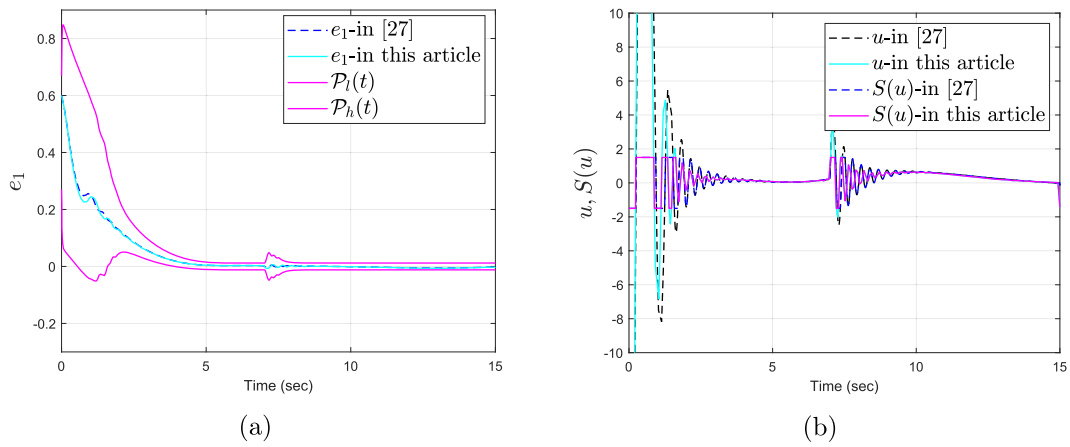 0.8
0.6
0.4
0.2
0
-0.2
e₁
0
5
10
15
Time (sec)
e₁-in [27]
e₁-in this article
𝒫ₗ(t)
𝒫ₕ(t)
(a)
10
8
6
4
2
0
-2
-4
-6
-8
-10
u, S(u)
0
5
10
15
Time (sec)
u-in [27]
u-in this article
S(u)-in [27]
S(u)-in this article
(b)